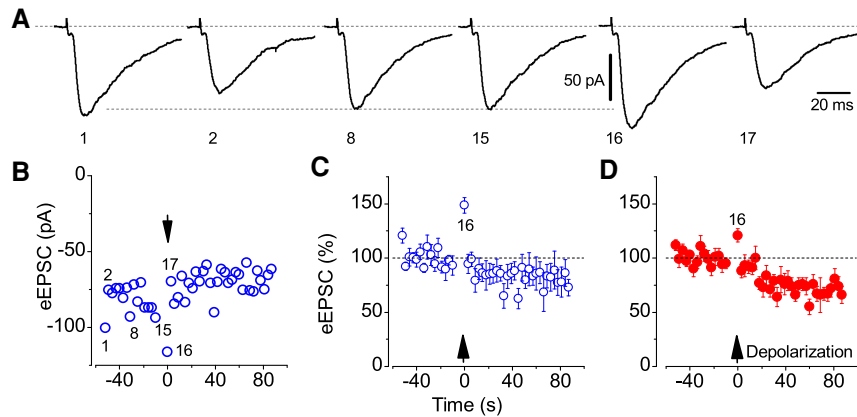 A
50 pA
20 ms
1 2 8 15 16 17
B
eEPSC (pA)
0
-50
-100
2
17
8
15
1
16
-40 0 40 80
C
eEPSC (%)
150
100
50
0
16
-40 0 40 80
Time (s)
D
150
100
50
0
16
Depolarization
-40 0 40 80